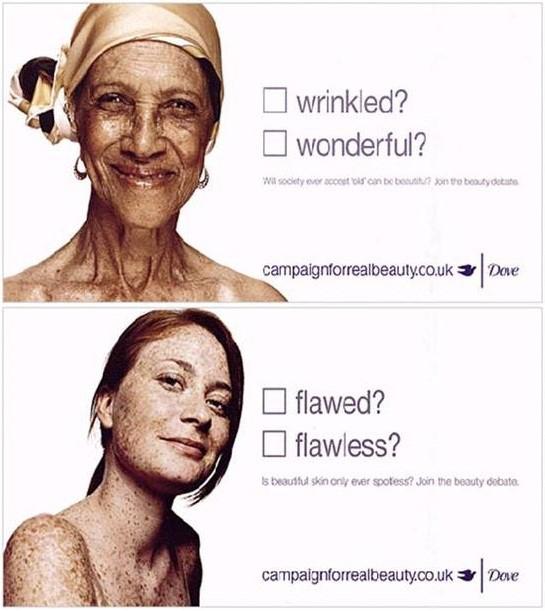 wrinkled?
wonderful?
Will society ever accept 'old' can be beautiful? Join the beauty debate.
campaignforrealbeauty.co.uk Dove
flawed?
flawless?
Is beautiful skin only ever spotless? Join the beauty debate.
campaignforrealbeauty.co.uk Dove